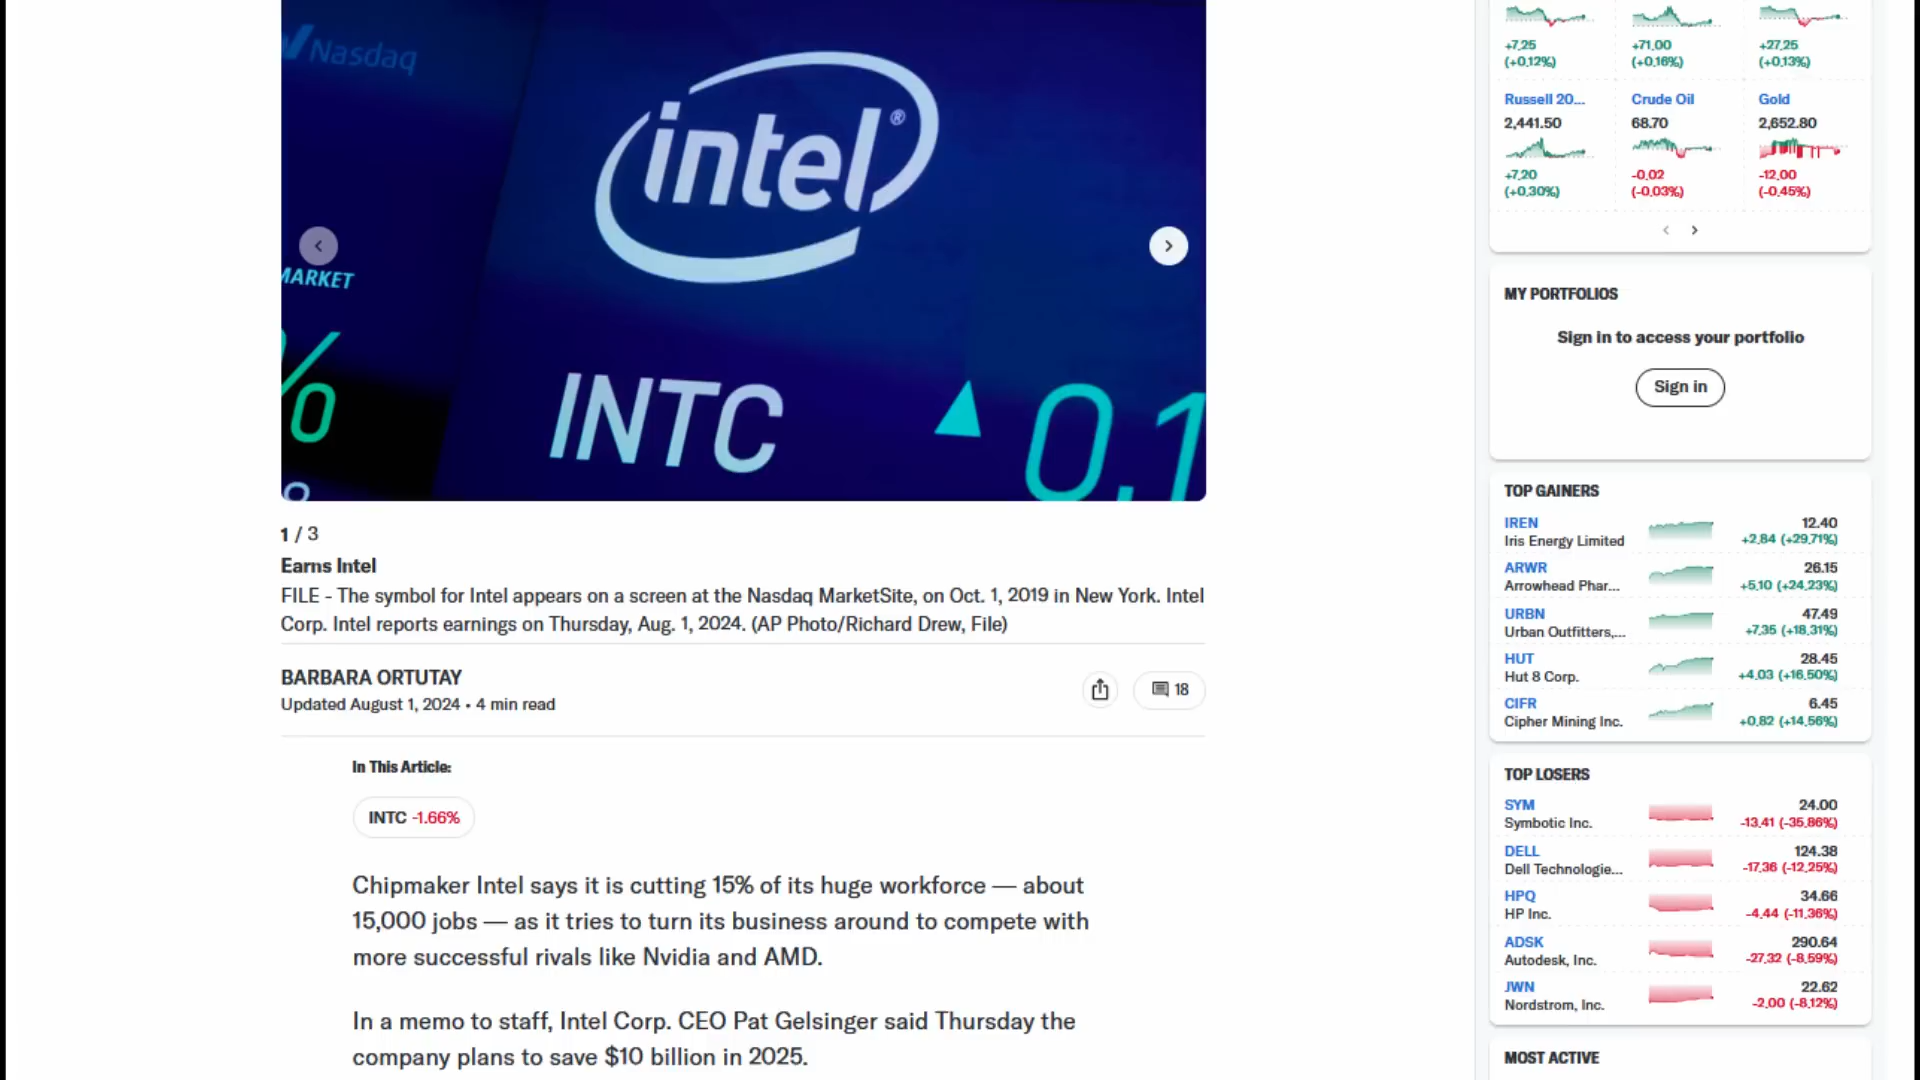 Nasdaq
intel®
MARKET
%
INTC
▲ 0.1
1 / 3
Earns Intel
FILE - The symbol for Intel appears on a screen at the Nasdaq MarketSite, on Oct. 1, 2019 in New York. Intel
Corp. Intel reports earnings on Thursday, Aug. 1, 2024. (AP Photo/Richard Drew, File)
BARBARA ORTUTAY
Updated August 1, 2024 • 4 min read
18
In This Article:
INTC -1.66%
Chipmaker Intel says it is cutting 15% of its huge workforce — about
15,000 jobs — as it tries to turn its business around to compete with
more successful rivals like Nvidia and AMD.
In a memo to staff, Intel Corp. CEO Pat Gelsinger said Thursday the
company plans to save $10 billion in 2025.
+7.25 +71.00 +27.25
(+0.12%) (+0.16%) (+0.13%)
Russell 20... Crude Oil Gold
2,441.50 68.70 2,652.80
+7.20 -0.02 -12.00
(+0.30%) (-0.03%) (-0.45%)
MY PORTFOLIOS
Sign in to access your portfolio
Sign in
TOP GAINERS
IREN 12.40
Iris Energy Limited +2.84 (+29.71%)
ARWR 26.15
Arrowhead Phar... +5.10 (+24.23%)
URBN 47.49
Urban Outfitters,... +7.35 (+18.31%)
HUT 28.45
Hut 8 Corp. +4.03 (+16.50%)
CIFR 6.45
Cipher Mining Inc. +0.82 (+14.56%)
TOP LOSERS
SYM 24.00
Symbotic Inc. -13.41 (-35.86%)
DELL 124.38
Dell Technologie... -17.36 (-12.25%)
HPQ 34.66
HP Inc. -4.44 (-11.36%)
ADSK 290.64
Autodesk, Inc. -27.32 (-8.59%)
JWN 22.62
Nordstrom, Inc. -2.00 (-8.12%)
MOST ACTIVE